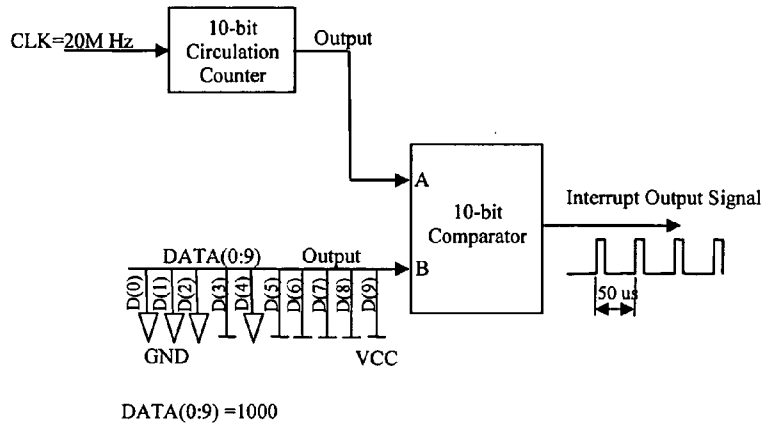 10-bit
Circulation
Counter
CLK=20M Hz
Output
A
10-bit
Comparator
B
Interrupt Output Signal
50 us
DATA(0:9)
Output
D(0)
D(1)
D(2)
D(3)
D(4)
D(5)
D(6)
D(7)
D(8)
D(9)
GND
VCC
DATA(0:9) =1000